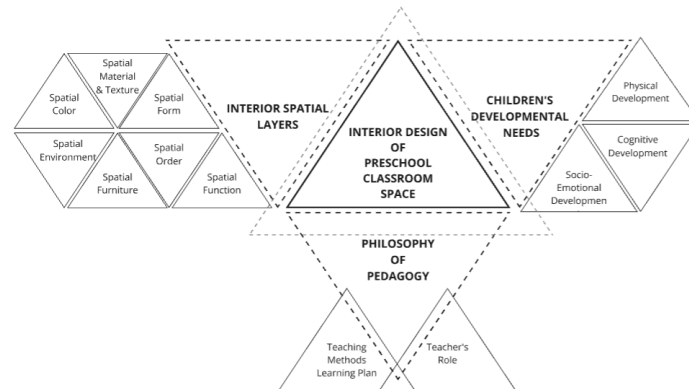 Spatial
Material
& Texture
Spatial
Color
Spatial
Form
Spatial
Environment
Spatial
Furniture
Spatial
Order
Spatial
Function
INTERIOR SPATIAL
LAYERS
INTERIOR DESIGN
OF
PRESCHOOL
CLASSROOM
SPACE
CHILDREN'S
DEVELOPMENTAL
NEEDS
Physical
Development
Cognitive
Development
Socio-
Emotional
Developmen
PHILOSOPHY
OF
PEDAGOGY
Teaching
Methods
Learning Plan
Teacher's
Role